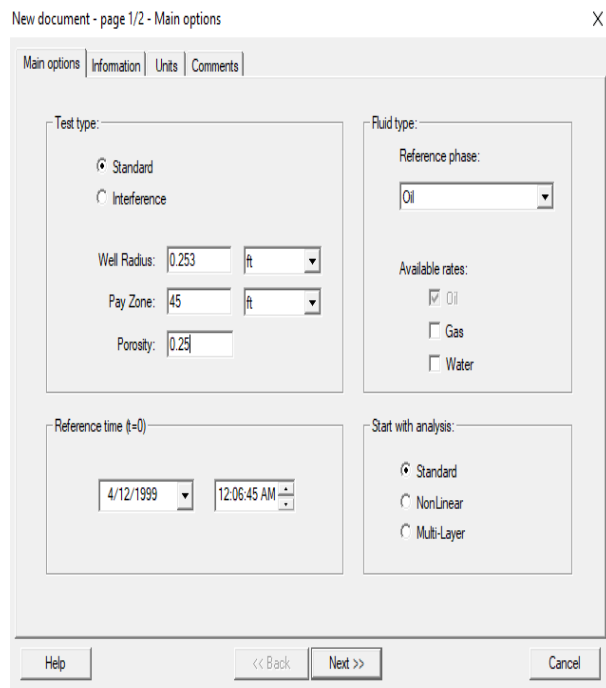 New document - page 1/2 - Main options X
Main options Information Units Comments
Test type:
Standard
Interference
Well Radius: 0.253 ft
Pay Zone: 45 ft
Porosity: 0.25
Fluid type:
Reference phase:
Oil
Available rates:
Oil
Gas
Water
Reference time (t=0)
4/12/1999 12:06:45 AM
Start with analysis:
Standard
NonLinear
Multi-Layer
Help << Back Next >> Cancel